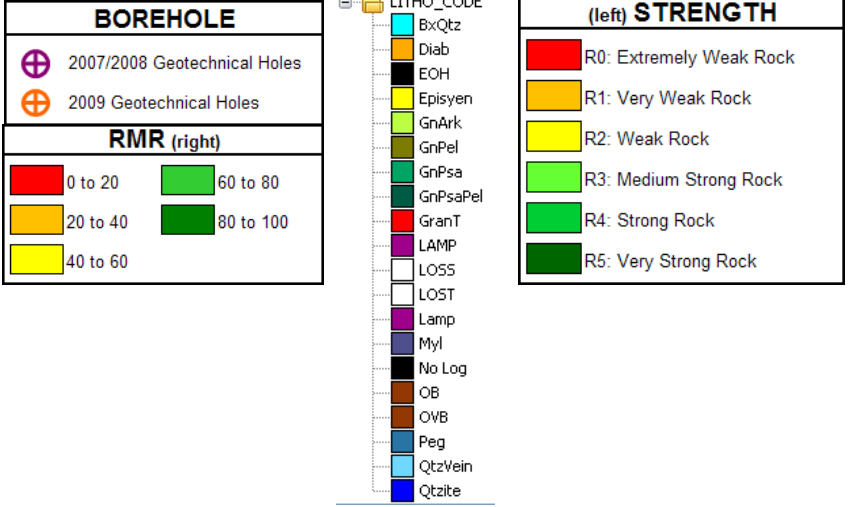 BOREHOLE
2007/2008 Geotechnical Holes
2009 Geotechnical Holes
RMR (right)
0 to 20
60 to 80
20 to 40
80 to 100
40 to 60
LITHO_CODE
BxQtz
Diab
EOH
Episyen
GnArk
GnPel
GnPsa
GnPsaPel
GranT
LAMP
LOSS
LOST
Lamp
Myl
No Log
OB
OVB
Peg
QtzVein
Qtzite
(left) STRENGTH
R0: Extremely Weak Rock
R1: Very Weak Rock
R2: Weak Rock
R3: Medium Strong Rock
R4: Strong Rock
R5: Very Strong Rock